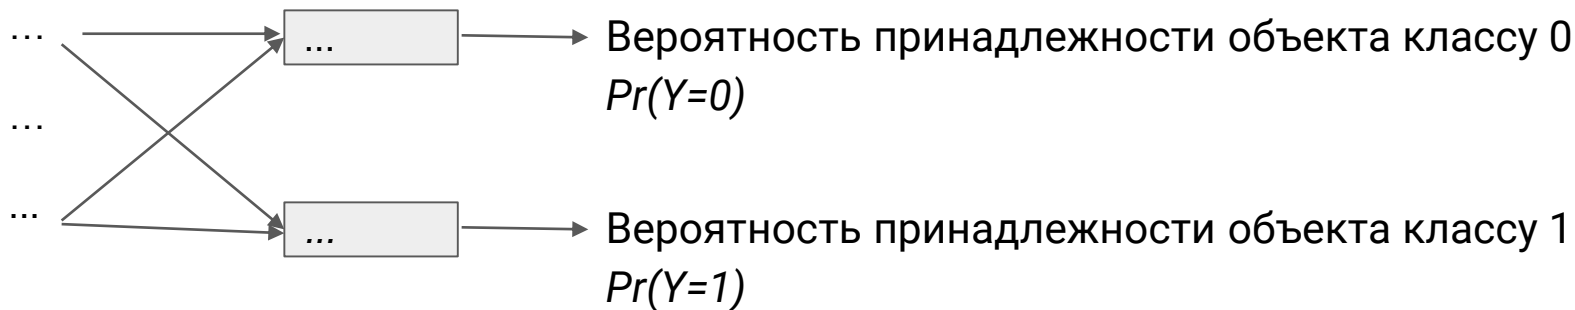 ...
...
Вероятность принадлежности объекта классу 0
Pr(Y=0)
...
...
...
Вероятность принадлежности объекта классу 1
Pr(Y=1)